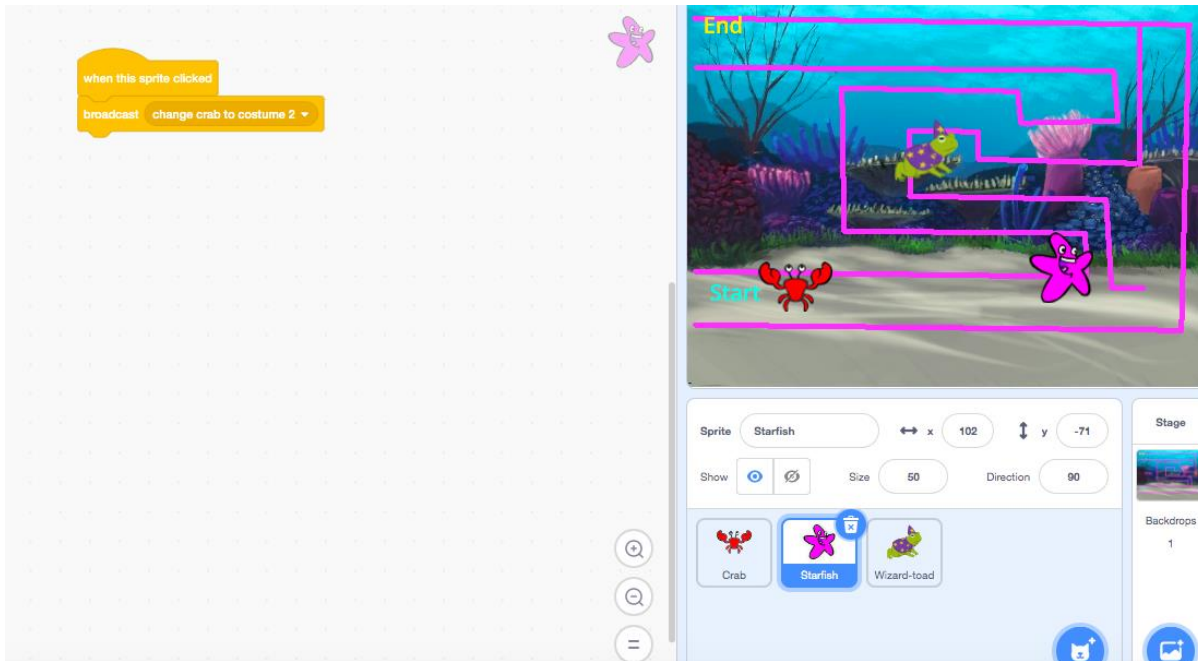 when this sprite clicked
broadcast change crab to costume 2
End
Start
Sprite Starfish x 102 y -71
Show Size 50 Direction 90
Stage
Backdrops
1
Crab
Starfish
Wizard-toad